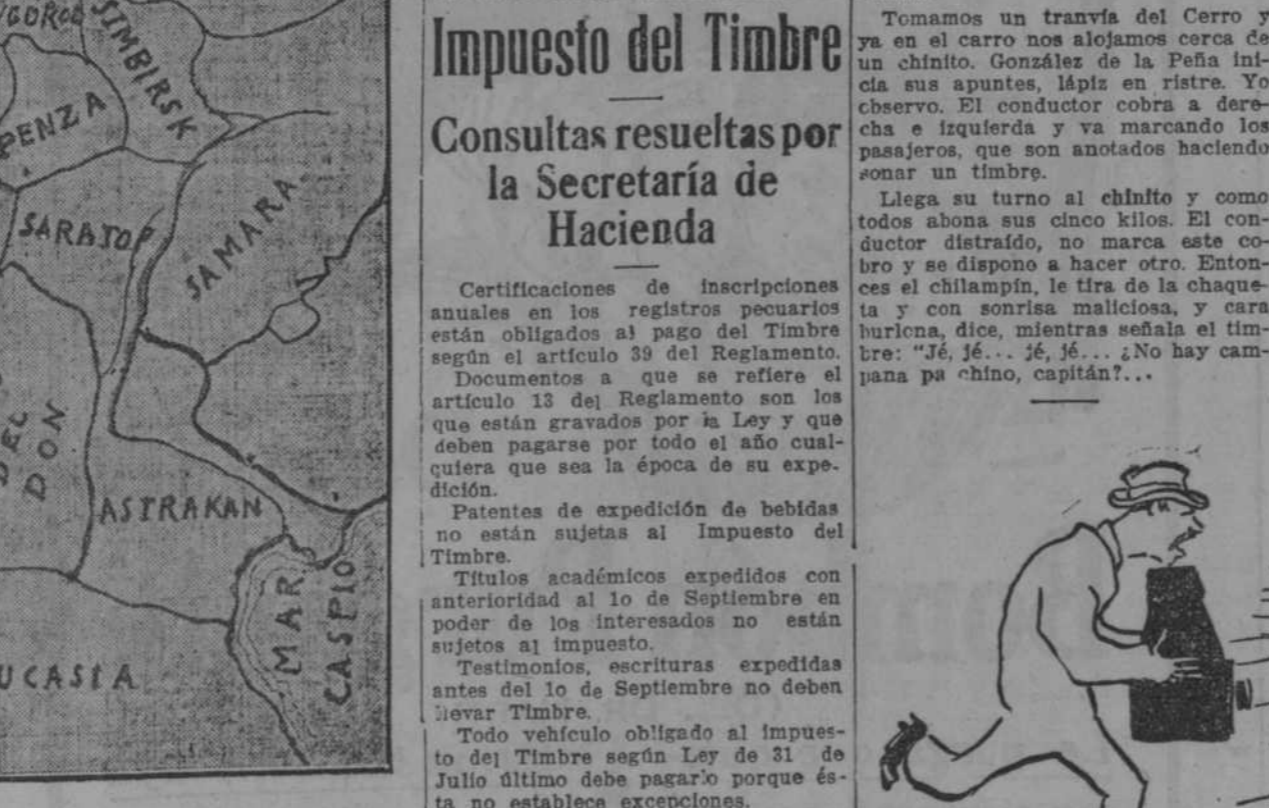 SIMBIRSK
PENZA
SARATOF
SAMARA
DEL
DON
ASTRAKAN
MAR
CASPIO
UCASIA
Impuesto del Timbre
Consultas resueltas por
la Secretaría de
Hacienda
Certificaciones de inscripciones
anuales en los registros pecuarios
están obligados al pago del Timbre
según el artículo 39 del Reglamento.
Documentos a que se refiere el
artículo 13 del Reglamento son los
que están gravados por la Ley y que
deben pagarse por todo el año cual-
quiera que sea la época de su expe-
dición.
Patentes de expedición de bebidas
no están sujetas al Impuesto del
Timbre.
Títulos académicos expedidos con
anterioridad al 1o de Septiembre en
poder de los interesados no están
sujetos al impuesto.
Testimonios, escrituras expedidas
antes del 1o de Septiembre no deben
llevar Timbre.
Todo vehículo obligado al impues-
to del Timbre según Ley de 31 de
Julio último debe pagarlo porque és-
ta no establece excepciones.
Tomamos un tranvía del Cerro y
ya en el carro nos alojamos cerca de
un chinito. González de la Peña ini-
cia sus apuntes, lápiz en ristre. Yo
observo. El conductor cobra a dere-
cha e izquierda y va marcando los
pasajeros, que son anotados haciendo
sonar un timbre.
Llega su turno al chinito y como
todos abona sus cinco kilos. El con-
ductor distraído, no marca este co-
bro y se dispono a hacer otro. Enton-
ces el chilampín, le tira de la chaque-
ta y con sonrisa maliciosa, y cara
burlona, dice, mientras señala el tim-
bre: "Jé, jé... jé, jé... ¿No hay cam-
pana pa chino, capitán?...